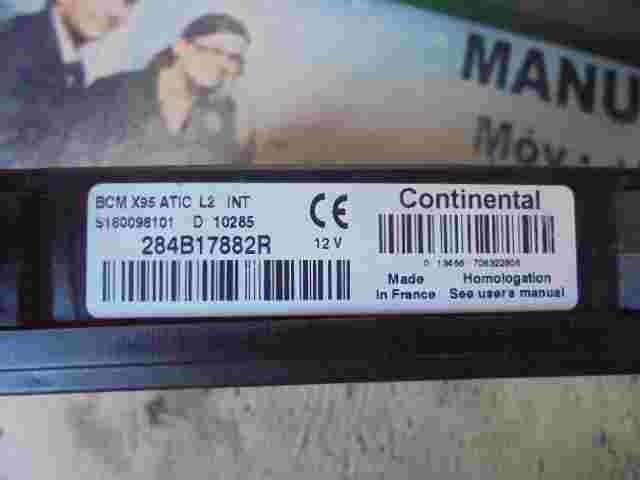 MANU
Móv
BCM X95 ATIC L2 INT
S180098101 D 10285
284B17882R
CE
12 V
Continental
Made
in France
Homologation
See users manual